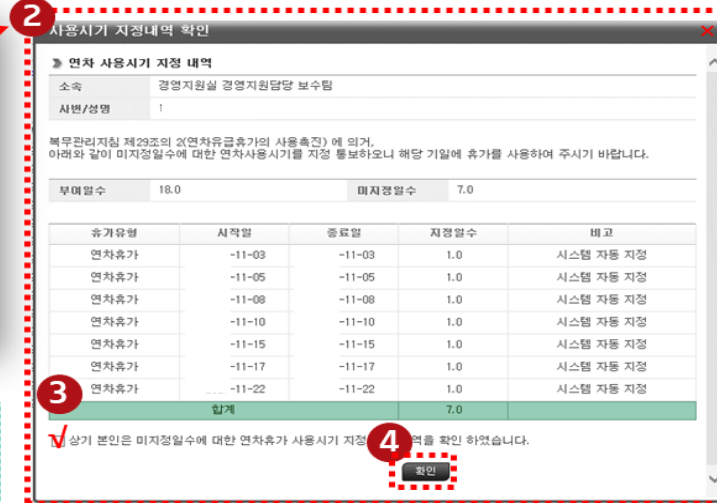 2
사용시기 지정내역 확인
연차 사용시기 지정 내역
소속 경영지원실 경영지원담당 보수팀
사번/성명
복무관리지침 제29조의 2(연차유급휴가의 사용촉진) 에 의거,
아래와 같이 미지정일수에 대한 연차사용시기를 지정 통보하오니 해당 기일에 휴가를 사용하여 주시기 바랍니다.
부여일수 18.0 미지정일수 7.0
휴가유형 시작일 종료일 지정일수 비고
연차휴가 -11-03 -11-03 1.0 시스템 자동 지정
연차휴가 -11-05 -11-05 1.0 시스템 자동 지정
연차휴가 -11-08 -11-08 1.0 시스템 자동 지정
연차휴가 -11-10 -11-10 1.0 시스템 자동 지정
연차휴가 -11-15 -11-15 1.0 시스템 자동 지정
연차휴가 -11-17 -11-17 1.0 시스템 자동 지정
연차휴가 -11-22 -11-22 1.0 시스템 자동 지정
3
합계 7.0
상기 본인은 미지정일수에 대한 연차휴가 사용시기 지정 역을 확인 하였습니다.
4
확인